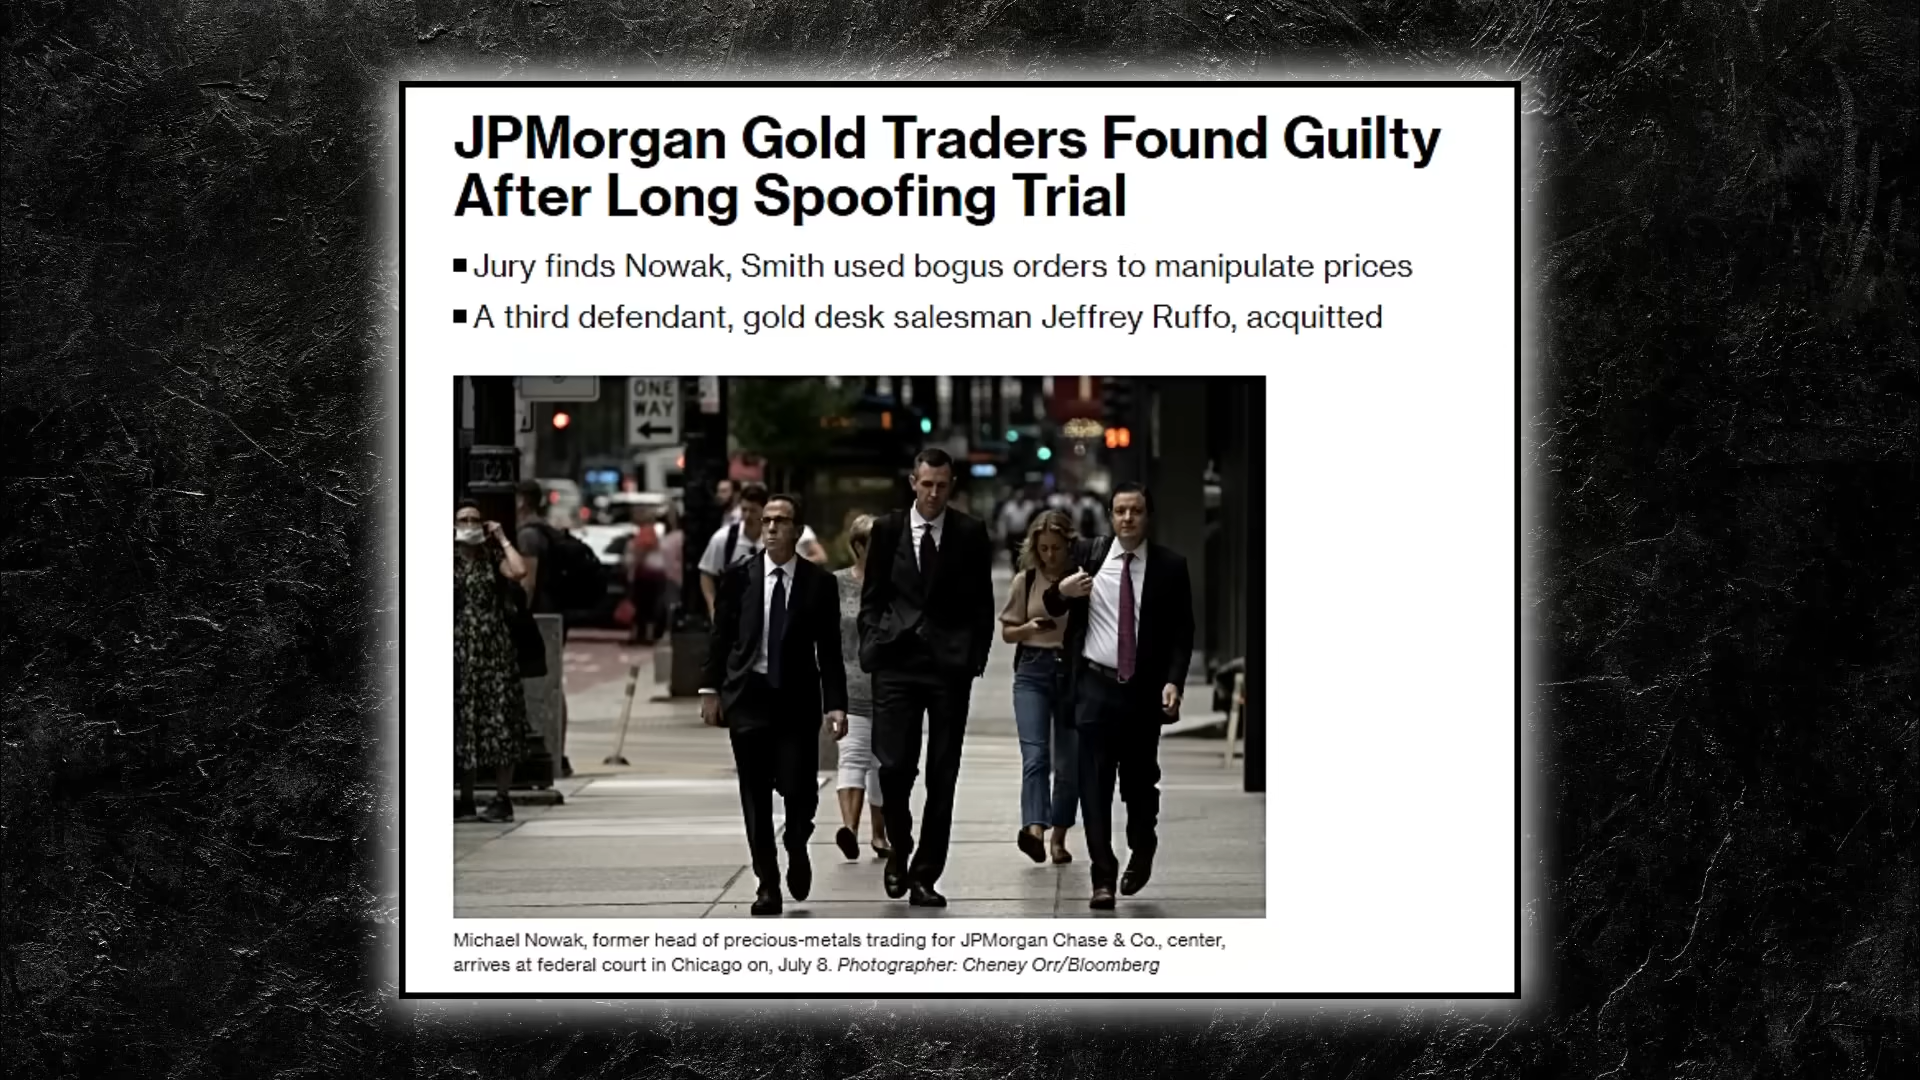 JPMorgan Gold Traders Found Guilty
After Long Spoofing Trial
■ Jury finds Nowak, Smith used bogus orders to manipulate prices
■ A third defendant, gold desk salesman Jeffrey Ruffo, acquitted
ONE
WAY
Michael Nowak, former head of precious-metals trading for JPMorgan Chase & Co., center,
arrives at federal court in Chicago on, July 8. Photographer: Cheney Orr/Bloomberg